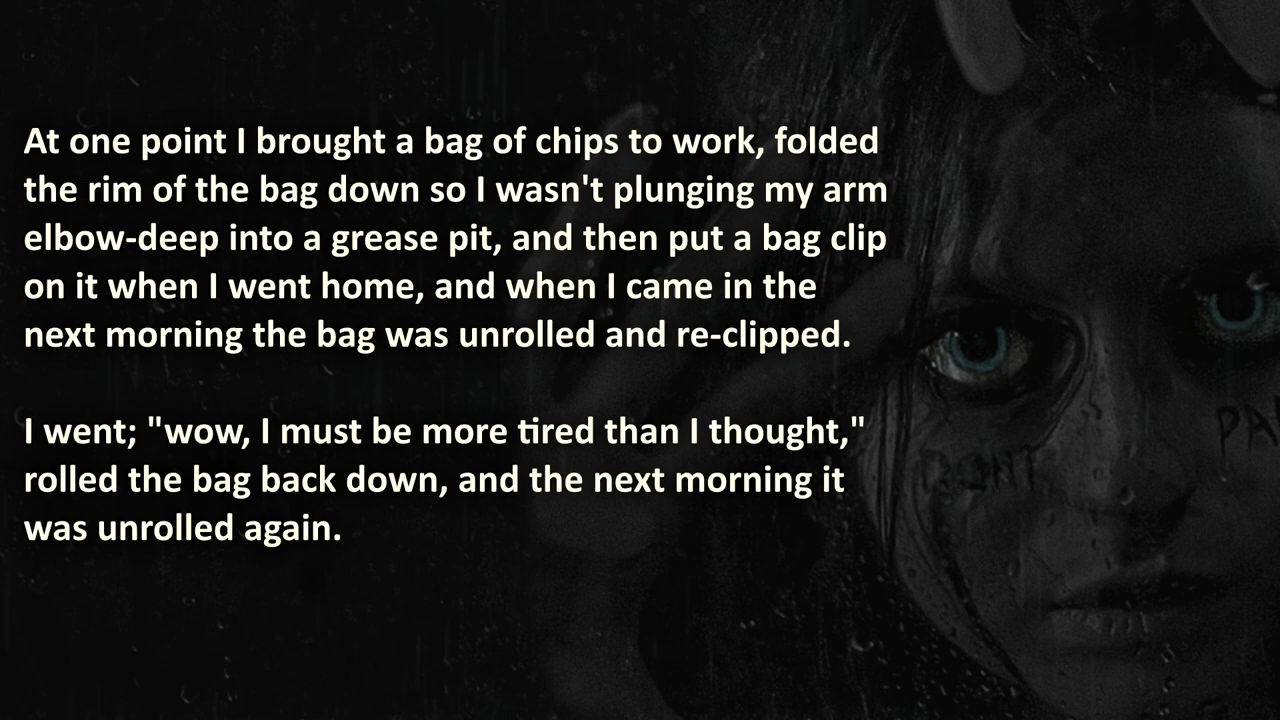 At one point I brought a bag of chips to work, folded
the rim of the bag down so I wasn't plunging my arm
elbow-deep into a grease pit, and then put a bag clip
on it when I went home, and when I came in the
next morning the bag was unrolled and re-clipped.
I went; "wow, I must be more tired than I thought,"
rolled the bag back down, and the next morning it
was unrolled again.